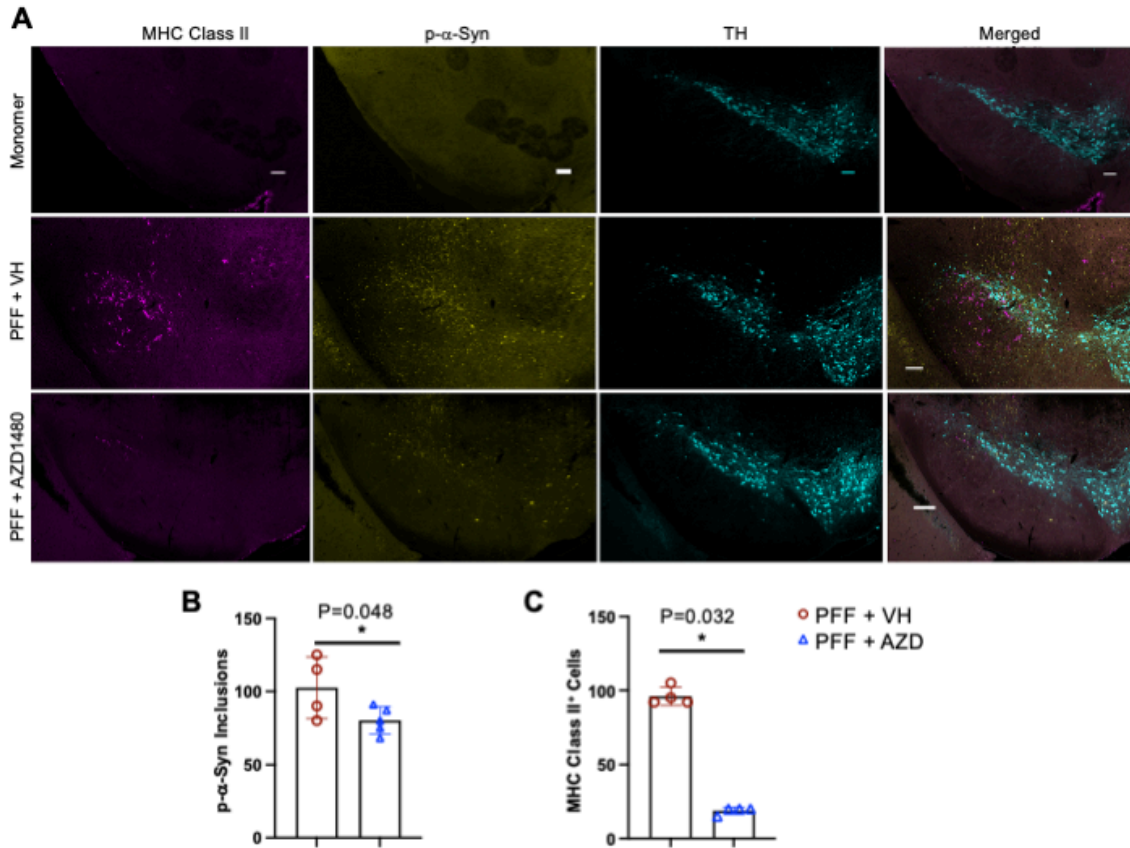 A
MHC Class II p-α-Syn TH Merged
Monomer
PFF + VH
PFF + AZD1480
B
P=0.048
*
150
100
50
0
p-α-Syn Inclusions
C
P=0.032
*
150
100
50
0
MHC Class II⁺ Cells
PFF + VH
PFF + AZD